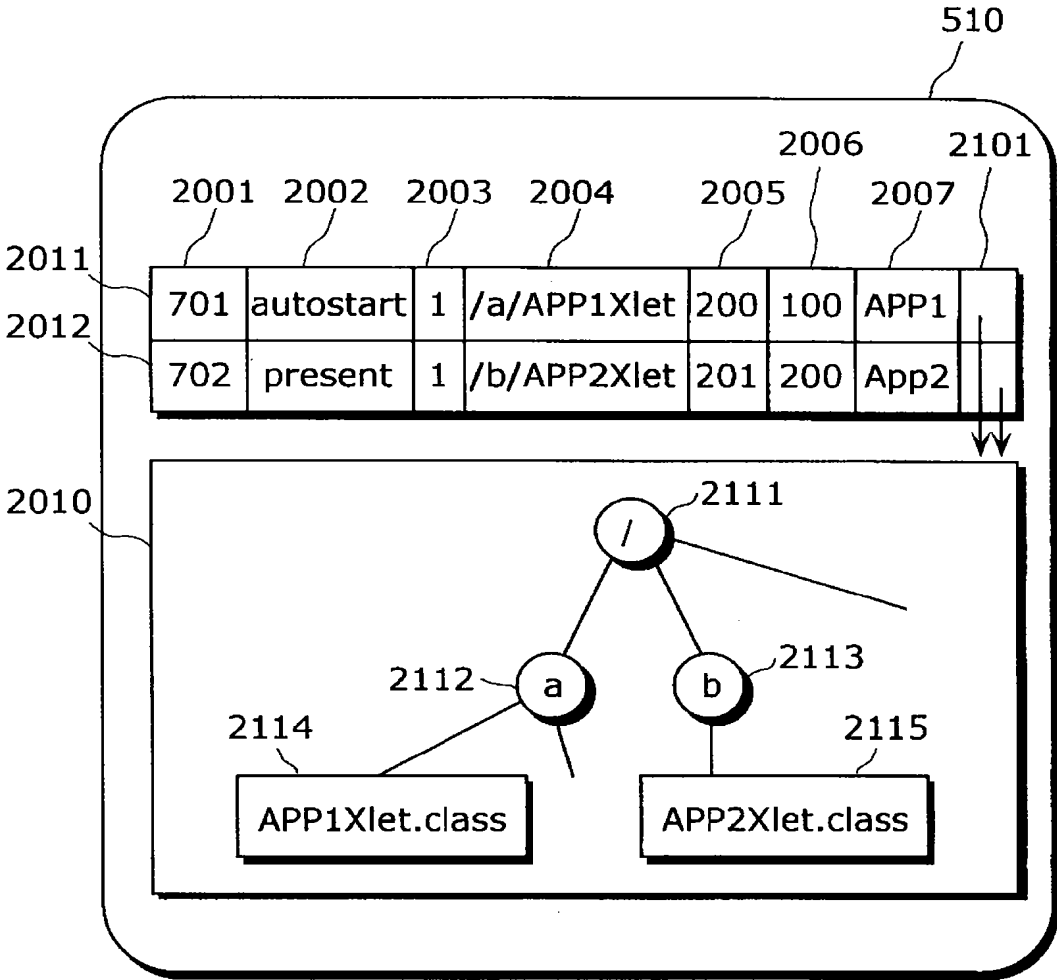 510
2006 2101
2001 2002 2003 2004 2005 2007
2011 701 autostart 1 /a/APP1Xlet 200 100 APP1
2012 702 present 1 /b/APP2Xlet 201 200 App2
2010
/ 2111
2112 a b 2113
2114 2115
APP1Xlet.class APP2Xlet.class